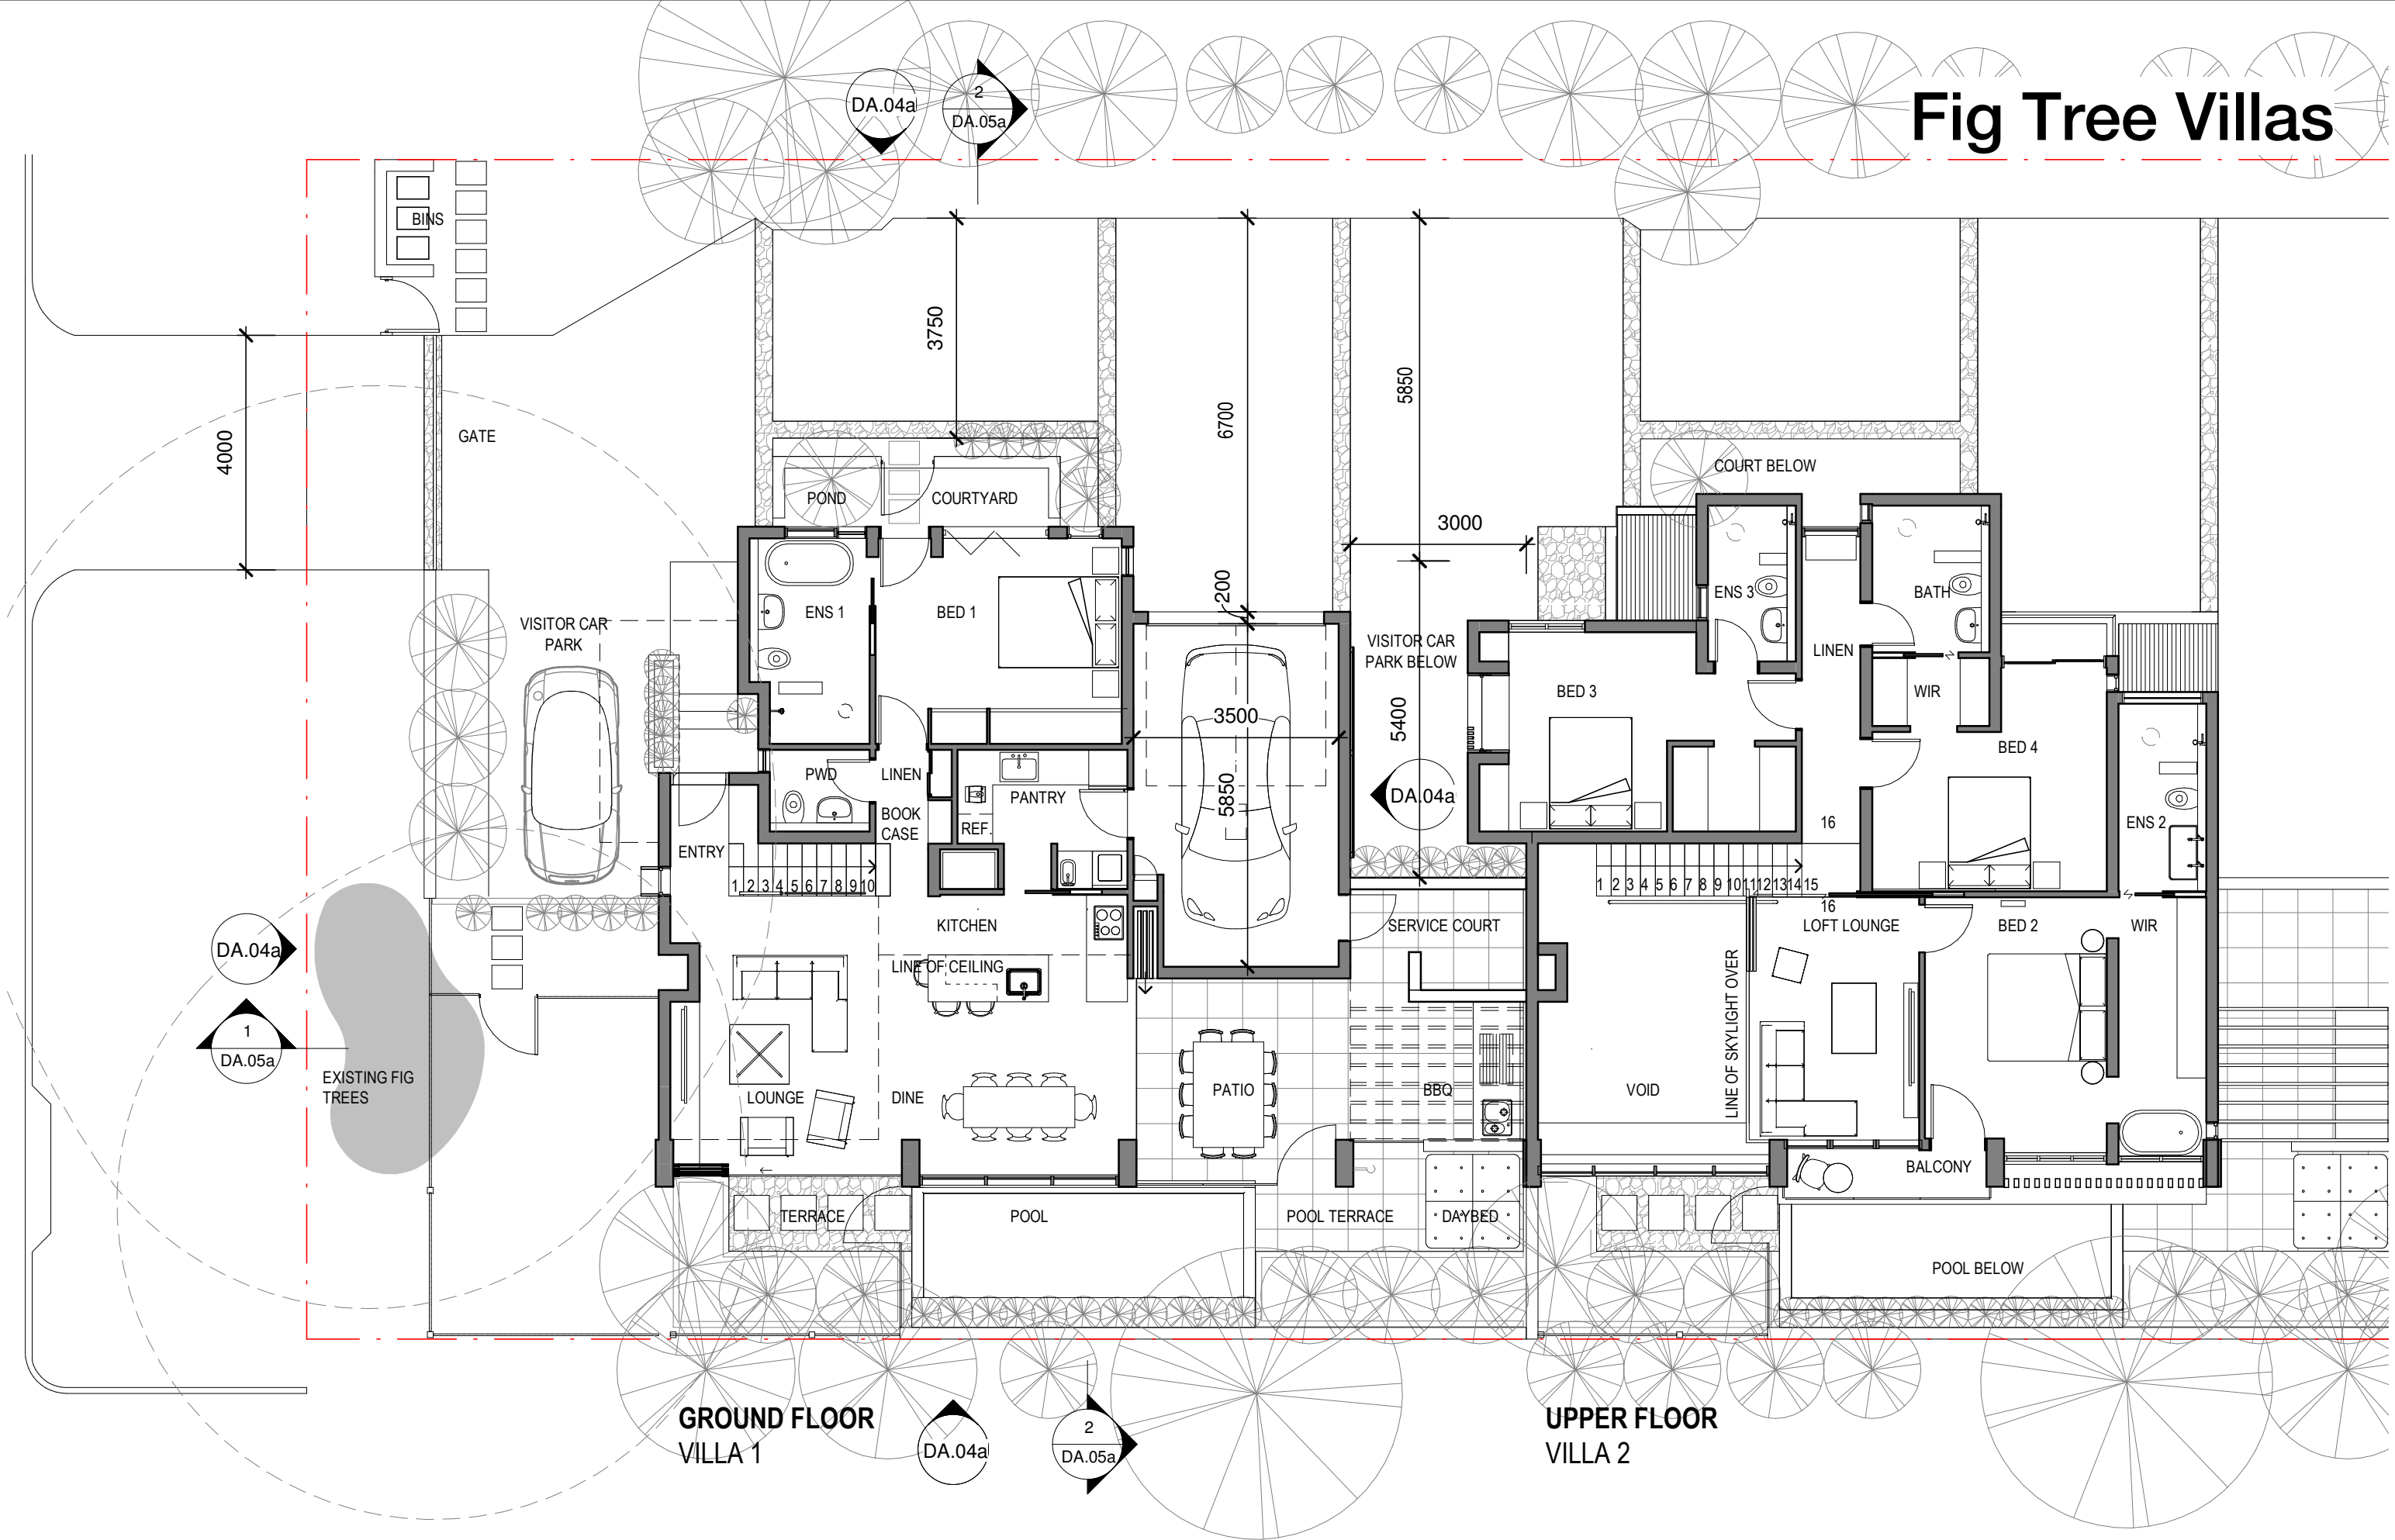 Fig Tree Villas
DA.04a
2
DA.05a
BINS
3750
6700
5850
4000
GATE
COURT BELOW
POND
COURTYARD
3000
200
ENS 1
BED 1
ENS 3
BATH
VISITOR CAR
PARK
VISITOR CAR
PARK BELOW
LINEN
BED 3
WIR
3500
5400
BED 4
PWD
LINEN
PANTRY
5850
DA.04a
BOOK
CASE
REF.
16
ENS 2
ENTRY
1 2 3 4 5 6 7 8 9 10
1 2 3 4 5 6 7 8 9 10 11 12 13 14 15
16
KITCHEN
SERVICE COURT
LOFT LOUNGE
BED 2
WIR
DA.04a
LINE OF CEILING
1
DA.05a
LINE OF SKYLIGHT OVER
EXISTING FIG
TREES
LOUNGE
DINE
PATIO
BBQ
VOID
BALCONY
TERRACE
POOL
POOL TERRACE
DAYBED
POOL BELOW
GROUND FLOOR
VILLA 1
DA.04a
2
DA.05a
UPPER FLOOR
VILLA 2